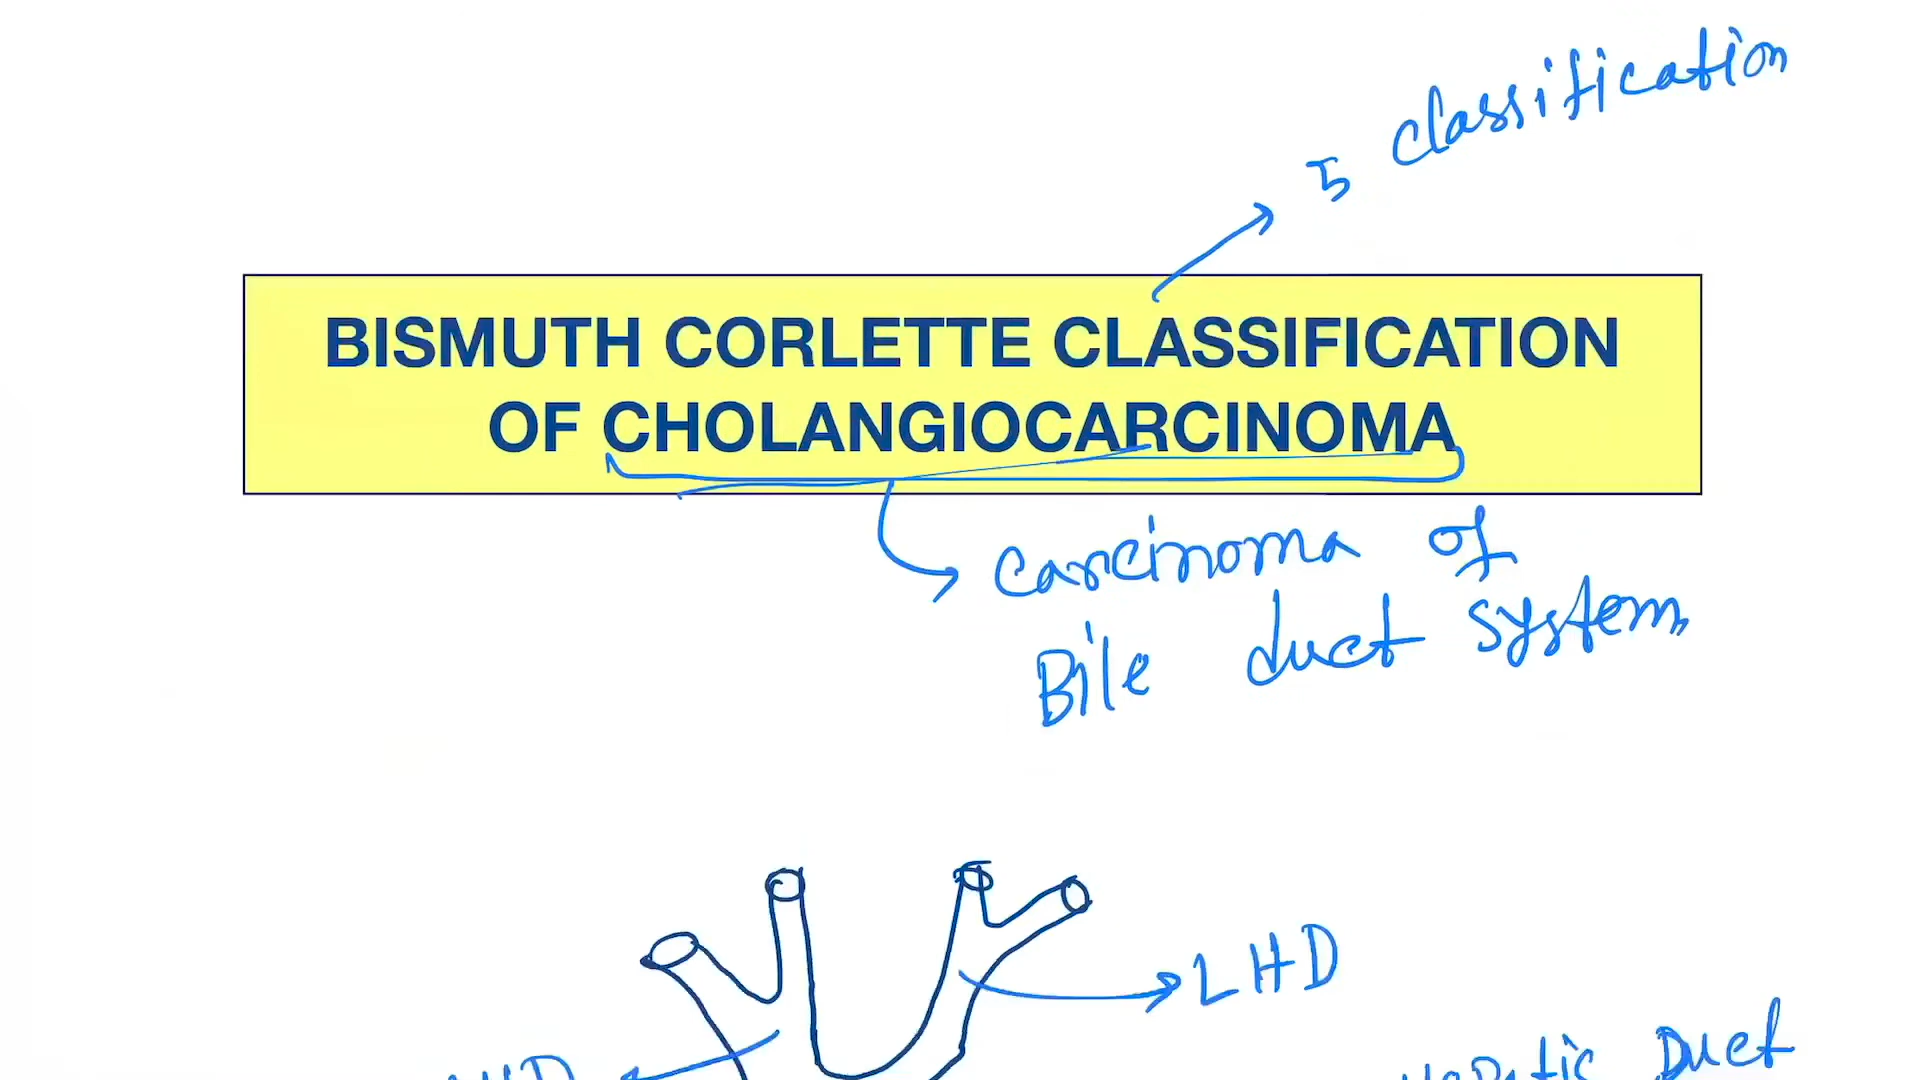 5 classification
BISMUTH CORLETTE CLASSIFICATION
OF CHOLANGIOCARCINOMA
carcinoma of
Bile duct system
LHD
Duct